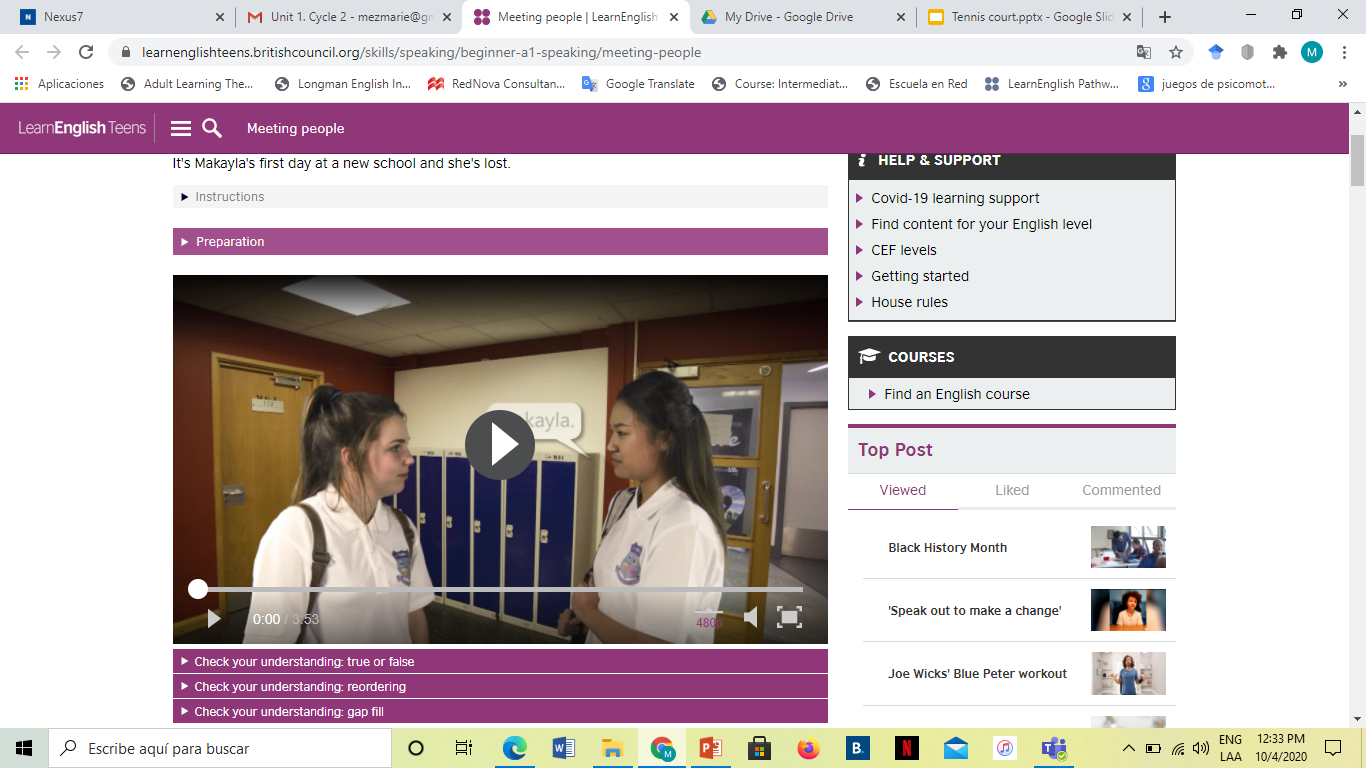 Nexus7
Unit 1. Cycle 2 - mezmarie@gm
Meeting people | LearnEnglish
My Drive - Google Drive
Tennis court.pptx - Google Slid
learnenglishteens.britishcouncil.org/skills/speaking/beginner-a1-speaking/meeting-people
M
Aplicaciones
Adult Learning The...
Longman English In...
RedNova Consultan...
Google Translate
Course: Intermediat...
Escuela en Red
LearnEnglish Pathw...
juegos de psicomot...
LearnEnglish Teens
Meeting people
It's Makayla's first day at a new school and she's lost.
Instructions
Preparation
kayla.
0:00 / 3:53
480p
Check your understanding: true or false
Check your understanding: reordering
Check your understanding: gap fill
HELP & SUPPORT
Covid-19 learning support
Find content for your English level
CEF levels
Getting started
House rules
COURSES
Find an English course
Top Post
Viewed
Liked
Commented
Black History Month
'Speak out to make a change'
Joe Wicks' Blue Peter workout
Escribe aquí para buscar
ENG
LAA
12:33 PM
10/4/2020